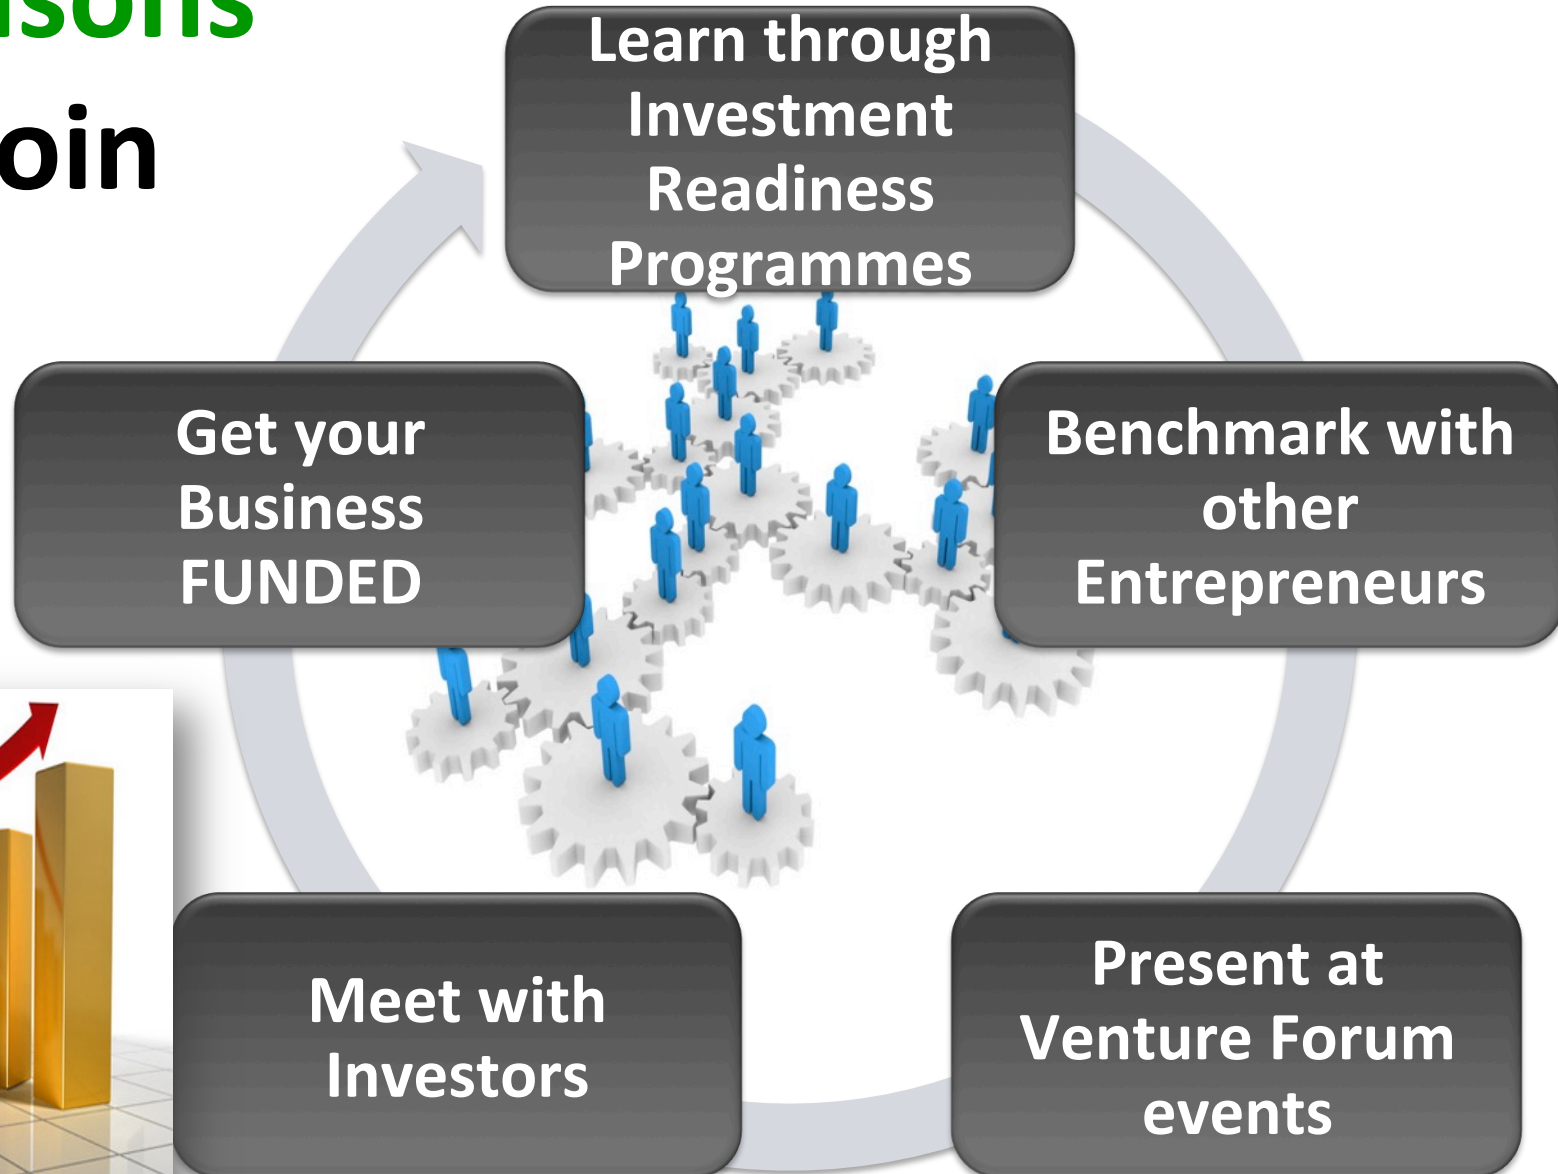 sons
oin
Learn through
Investment
Readiness
Programmes
Benchmark with
other
Entrepreneurs
Present at
Venture Forum
events
Meet with
Investors
Get your
Business
FUNDED